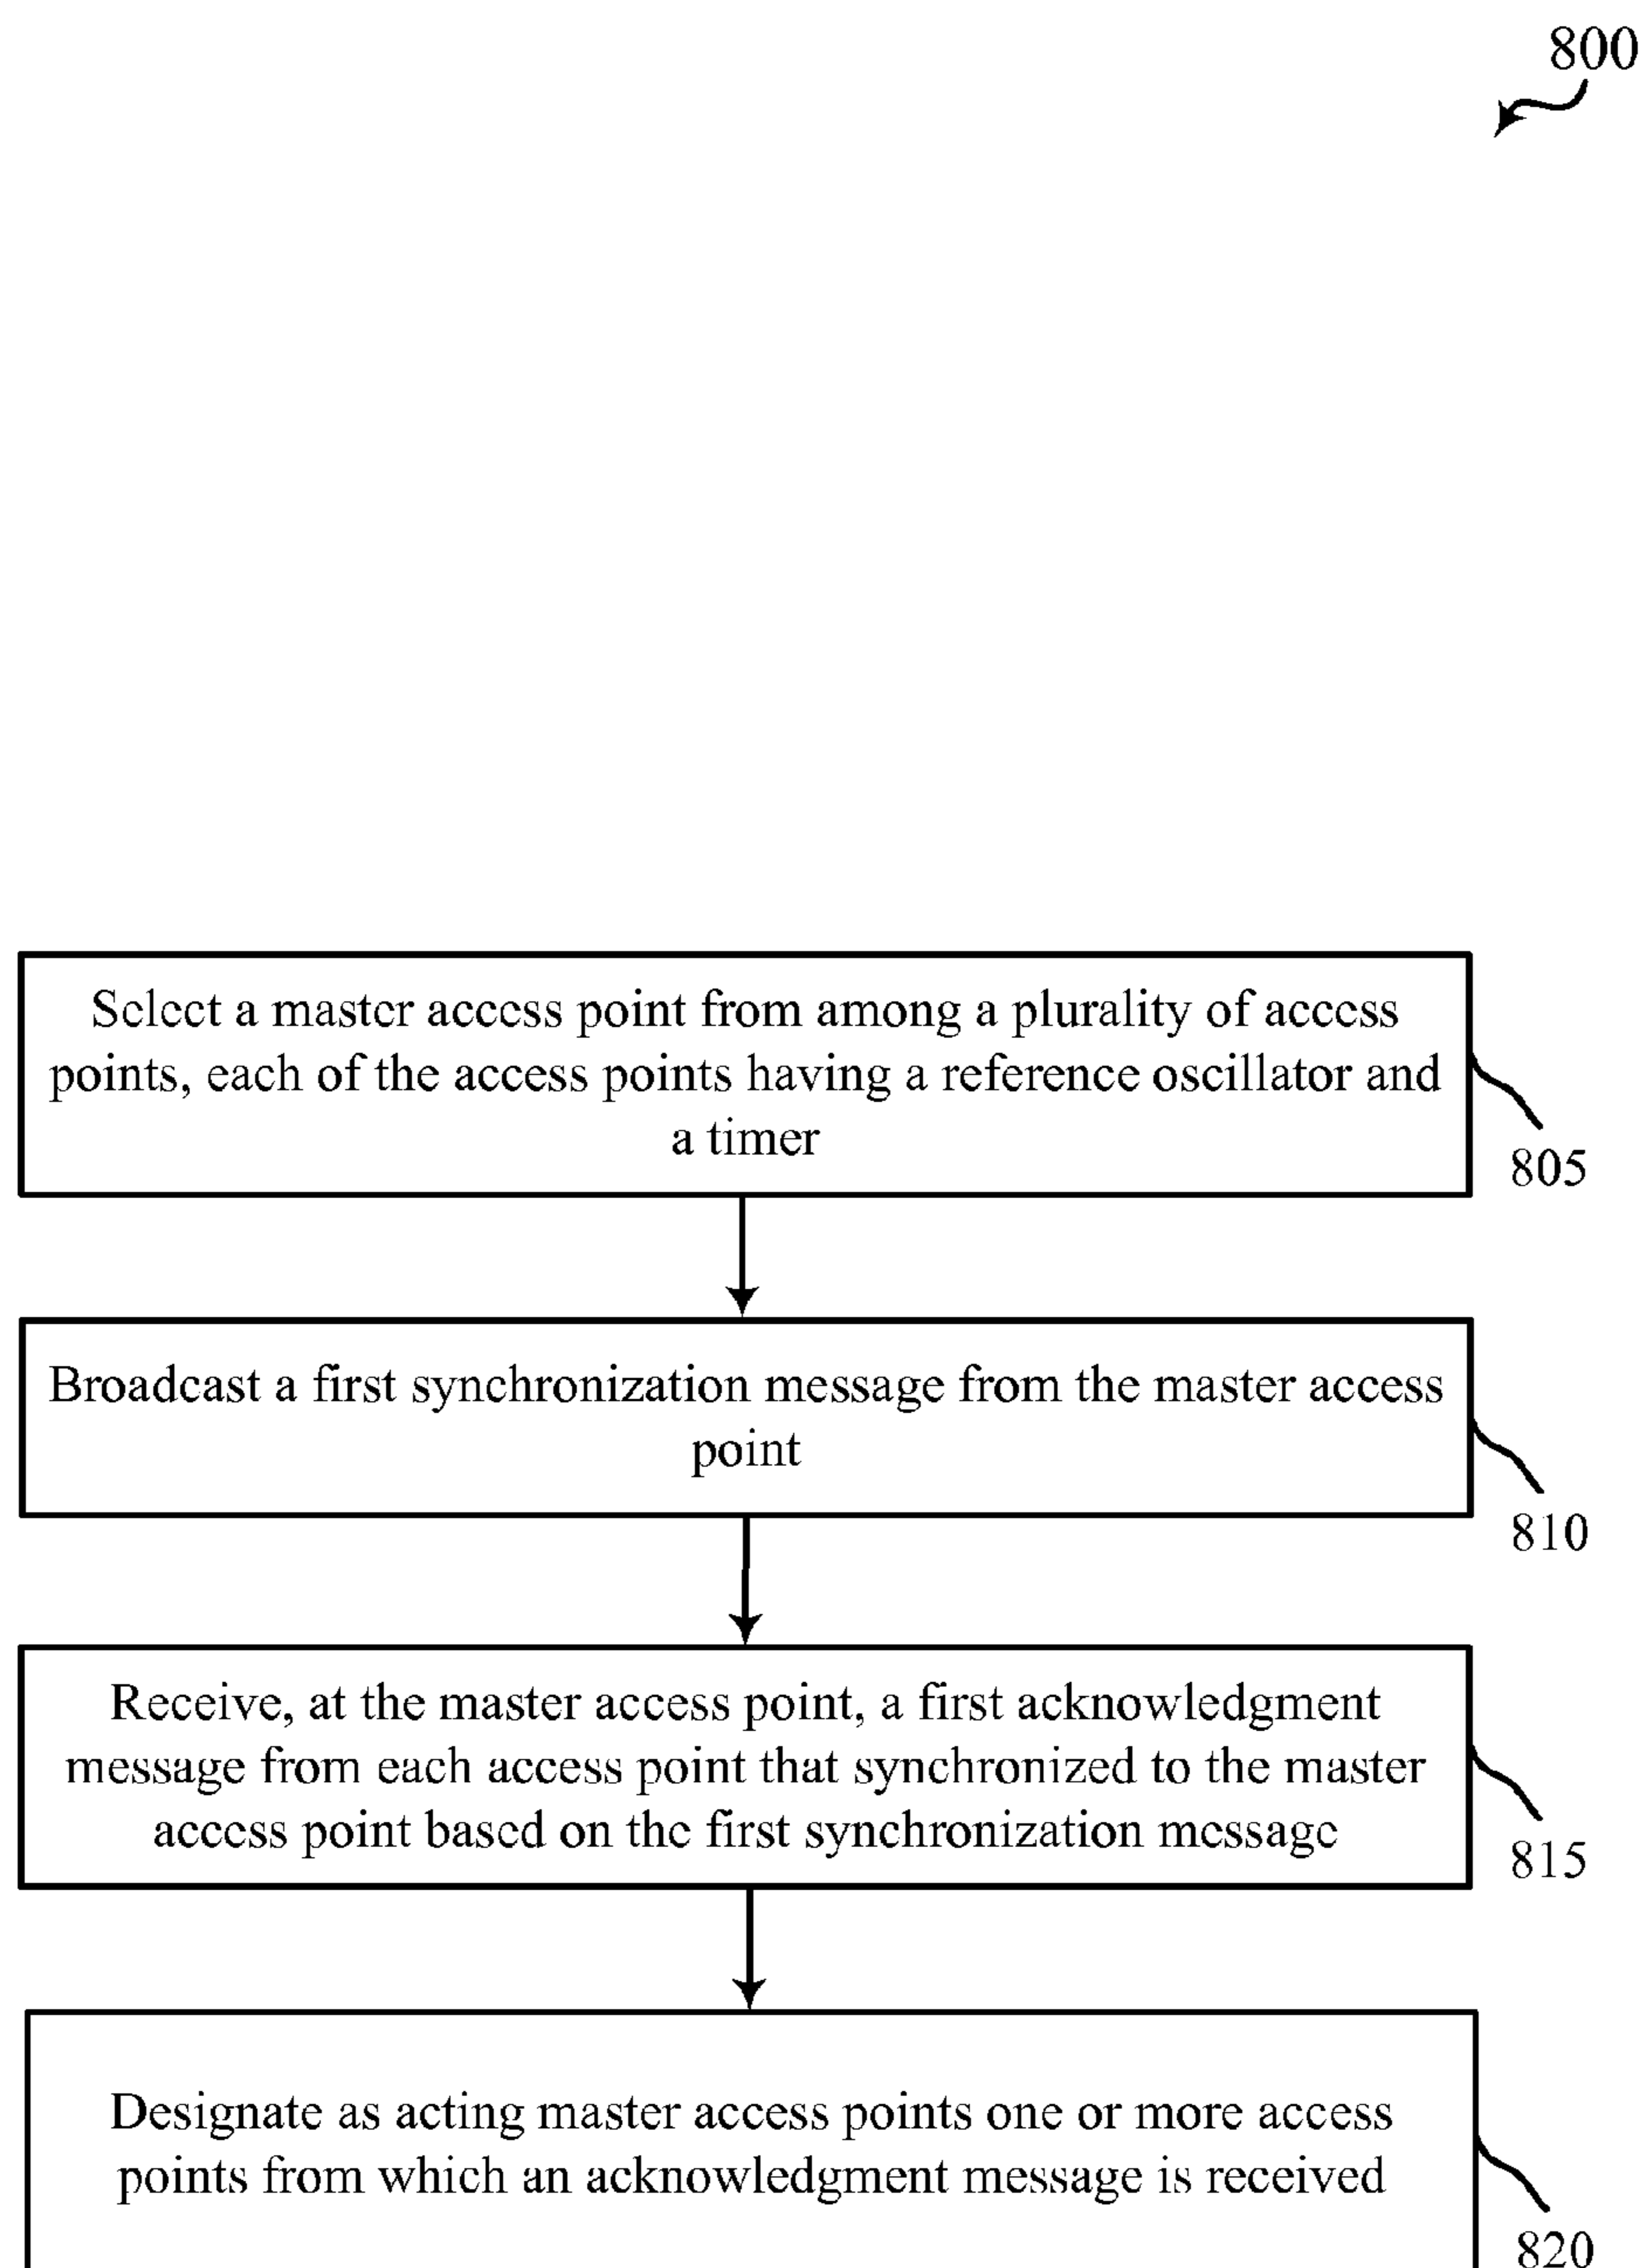 800
Select a master access point from among a plurality of access
points, each of the access points having a reference oscillator and
a timer
805
Broadcast a first synchronization message from the master access
point
810
Receive, at the master access point, a first acknowledgment
message from each access point that synchronized to the master
access point based on the first synchronization message
815
Designate as acting master access points one or more access
points from which an acknowledgment message is received
820